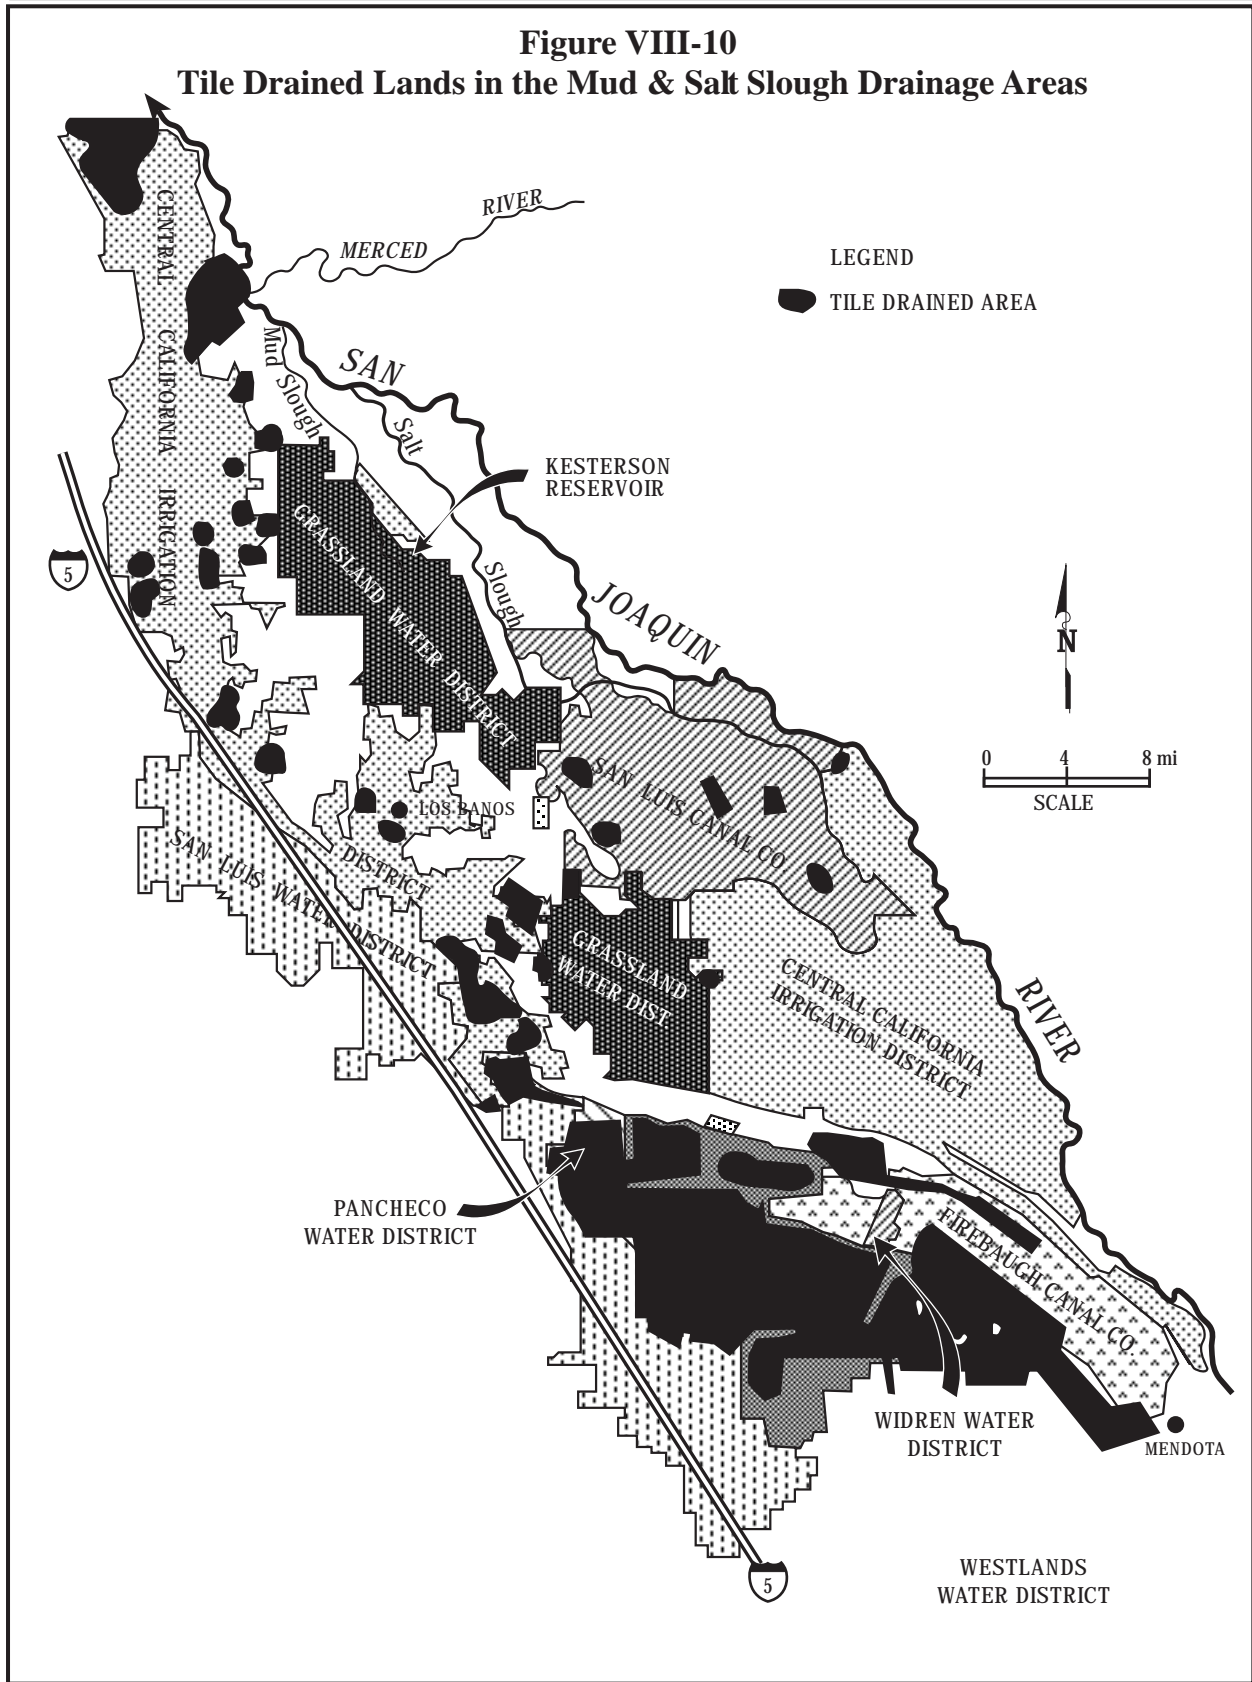 Figure VIII-10
Tile Drained Lands in the Mud & Salt Slough Drainage Areas
RIVER
MERCED
LEGEND
TILE DRAINED AREA
CENTRAL CALIFORNIA IRRIGATION
Mud Slough
SAN
Salt
Slough
KESTERSON
RESERVOIR
GRASSLAND WATER DISTRICT
5
JOAQUIN
N
0 4 8 mi
SCALE
SAN LUIS CANAL CO
LOS BANOS
DISTRICT
SAN LUIS WATER DISTRICT
GRASSLAND
WATER DIST
CENTRAL CALIFORNIA
IRRIGATION DISTRICT
RIVER
PANCHECO
WATER DISTRICT
FIREBAUGH CANAL CO.
WIDREN WATER
DISTRICT
MENDOTA
5
WESTLANDS
WATER DISTRICT